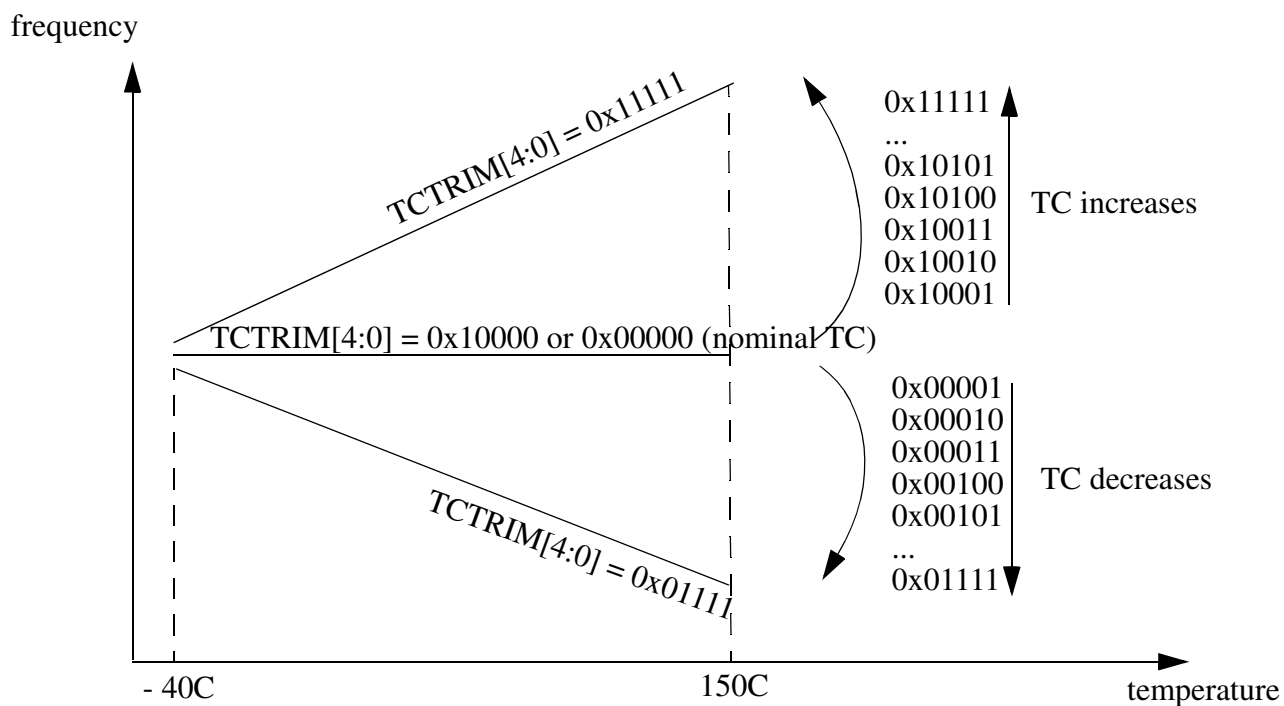 frequency
TCTRIM[4:0] = 0x11111
0x11111
...
0x10101
0x10100
0x10011
0x10010
0x10001
TC increases
TCTRIM[4:0] = 0x10000 or 0x00000 (nominal TC)
0x00001
0x00010
0x00011
0x00100
0x00101
...
0x01111
TC decreases
TCTRIM[4:0] = 0x01111
- 40C
150C
temperature